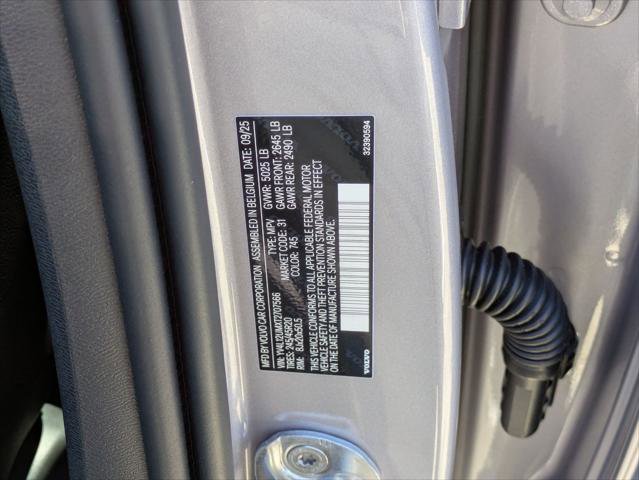 MFD BY VOLVO CAR CORPORATION ASSEMBLED IN BELGIUM DATE: 09/25
VIN: YV4L12UM0T2707566 TYPE: MPV GVWR: 5025 LB
TIRES: 245/45R20 MARKET CODE: 31 GAWR FRONT: 2645 LB
RIM: 8Jx20x50.5 COLOR: 745 GAWR REAR: 2490 LB
THIS VEHICLE CONFORMS TO ALL APPLICABLE FEDERAL MOTOR
VEHICLE SAFETY AND THEFT PREVENTION STANDARDS IN EFFECT
ON THE DATE OF MANUFACTURE SHOWN ABOVE.
VOLVO 32390594